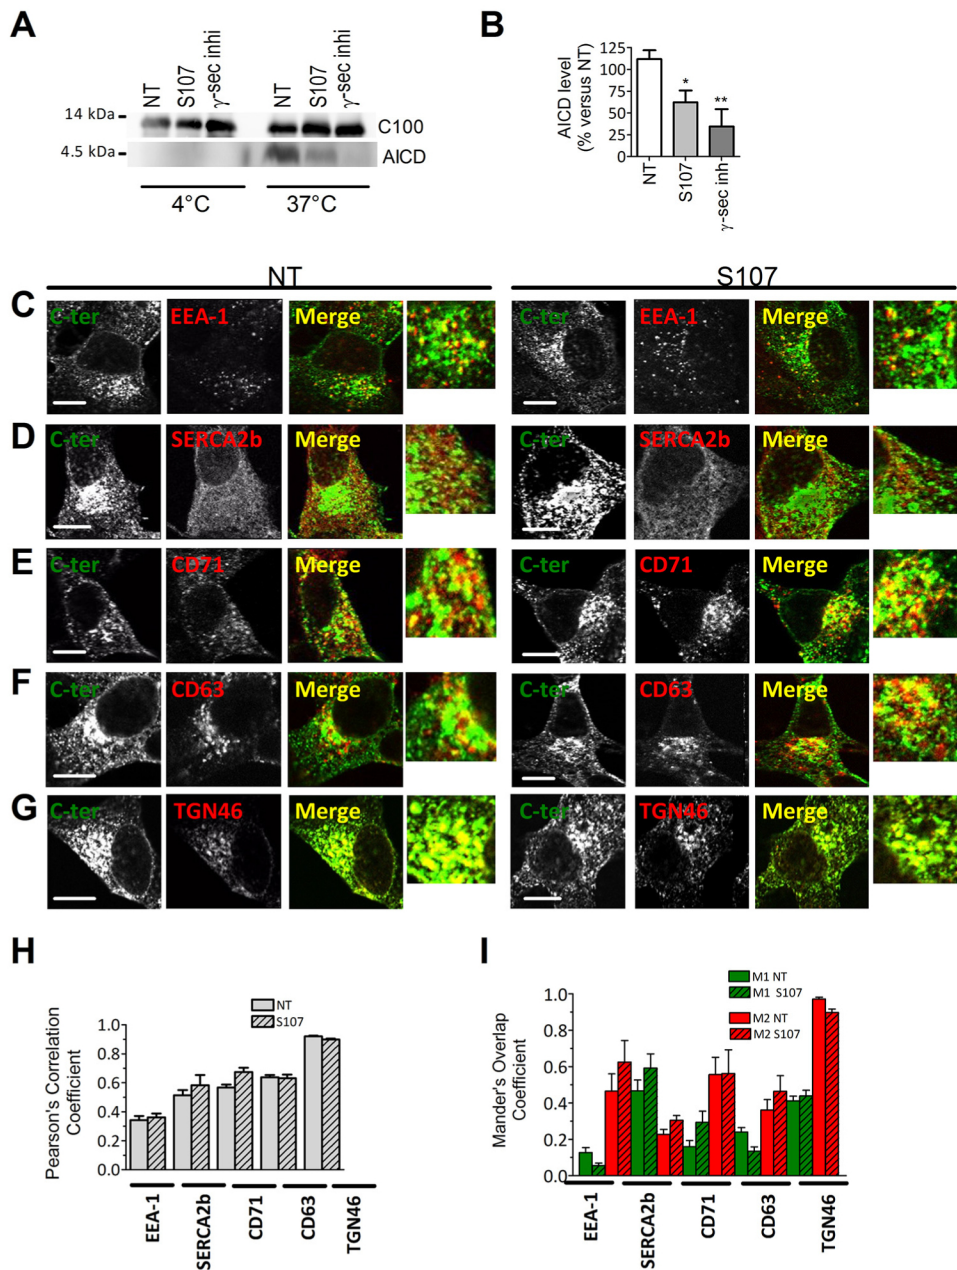 A
NT
S107
γ-sec inhi
NT
S107
γ-sec inhi
14 kDa
C100
4.5 kDa
AICD
4°C
37°C
B
AICD level
(% versus NT)
125
100
75
50
25
0
*
**
NT
S107
γ-sec inh
NT
S107
C
C-ter
EEA-1
Merge
C-ter
EEA-1
Merge
D
C-ter
SERCA2b
Merge
C-ter
SERCA2b
Merge
E
C-ter
CD71
Merge
C-ter
CD71
Merge
F
C-ter
CD63
Merge
C-ter
CD63
Merge
G
C-ter
TGN46
Merge
C-ter
TGN46
Merge
H
NT
S107
Pearson's Correlation
Coefficient
1.0
0.8
0.6
0.4
0.2
0.0
EEA-1
SERCA2b
CD71
CD63
TGN46
I
M1 NT
M1 S107
M2 NT
M2 S107
Mander's Overlap
Coefficient
1.0
0.8
0.6
0.4
0.2
0.0
EEA-1
SERCA2b
CD71
CD63
TGN46